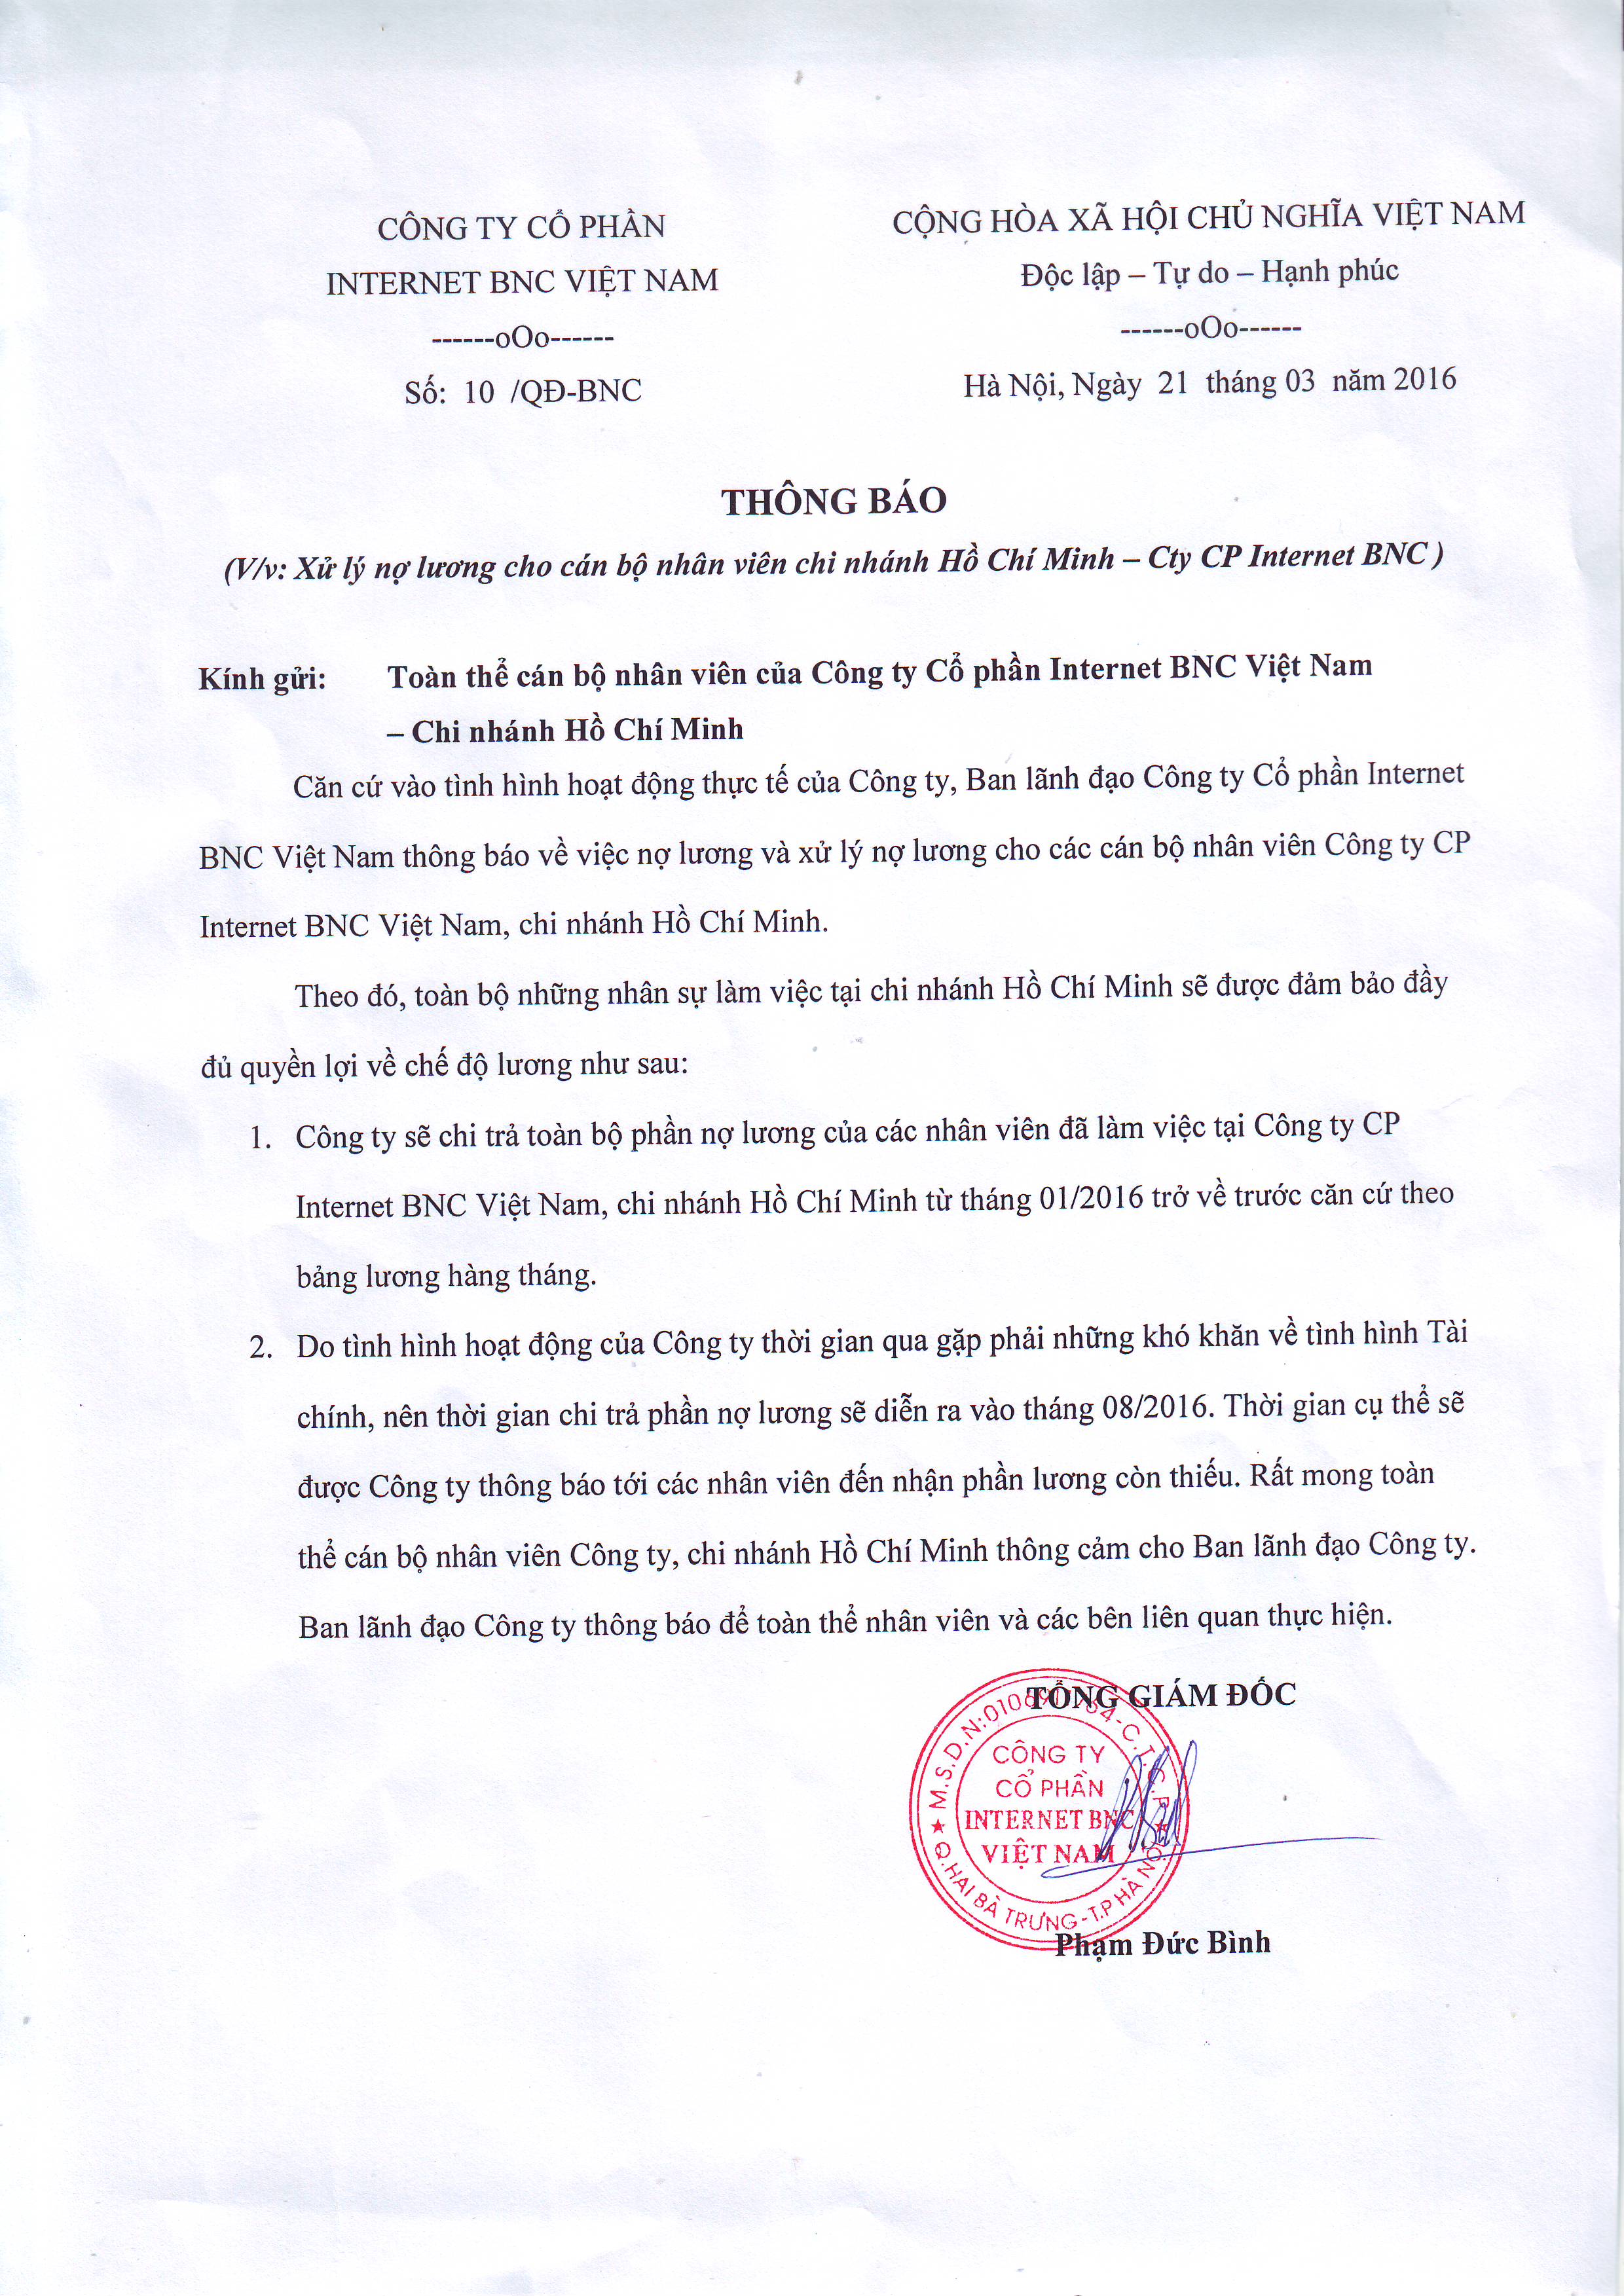 CÔNG TY CỔ PHẦN
INTERNET BNC VIỆT NAM
------oOo------
Số: 10 /QĐ-BNC
CỘNG HÒA XÃ HỘI CHỦ NGHĨA VIỆT NAM
Độc lập – Tự do – Hạnh phúc
------oOo------
Hà Nội, Ngày 21 tháng 03 năm 2016
THÔNG BÁO
(V/v: Xử lý nợ lương cho cán bộ nhân viên chi nhánh Hồ Chí Minh – Cty CP Internet BNC )
Kính gửi: Toàn thể cán bộ nhân viên của Công ty Cổ phần Internet BNC Việt Nam
– Chi nhánh Hồ Chí Minh
Căn cứ vào tình hình hoạt động thực tế của Công ty, Ban lãnh đạo Công ty Cổ phần Internet
BNC Việt Nam thông báo về việc nợ lương và xử lý nợ lương cho các cán bộ nhân viên Công ty CP
Internet BNC Việt Nam, chi nhánh Hồ Chí Minh.
Theo đó, toàn bộ những nhân sự làm việc tại chi nhánh Hồ Chí Minh sẽ được đảm bảo đầy
đủ quyền lợi về chế độ lương như sau:
1. Công ty sẽ chi trả toàn bộ phần nợ lương của các nhân viên đã làm việc tại Công ty CP
Internet BNC Việt Nam, chi nhánh Hồ Chí Minh từ tháng 01/2016 trở về trước căn cứ theo
bảng lương hàng tháng.
2. Do tình hình hoạt động của Công ty thời gian qua gặp phải những khó khăn về tình hình Tài
chính, nên thời gian chi trả phần nợ lương sẽ diễn ra vào tháng 08/2016. Thời gian cụ thể sẽ
được Công ty thông báo tới các nhân viên đến nhận phần lương còn thiếu. Rất mong toàn
thể cán bộ nhân viên Công ty, chi nhánh Hồ Chí Minh thông cảm cho Ban lãnh đạo Công ty.
Ban lãnh đạo Công ty thông báo để toàn thể nhân viên và các bên liên quan thực hiện.
TỔNG GIÁM ĐỐC
CÔNG TY
CỔ PHẦN
INTERNET BNC
VIỆT NAM
Q.HAI BÀ TRƯNG-T.P HÀ NỘI
Phạm Đức Bình